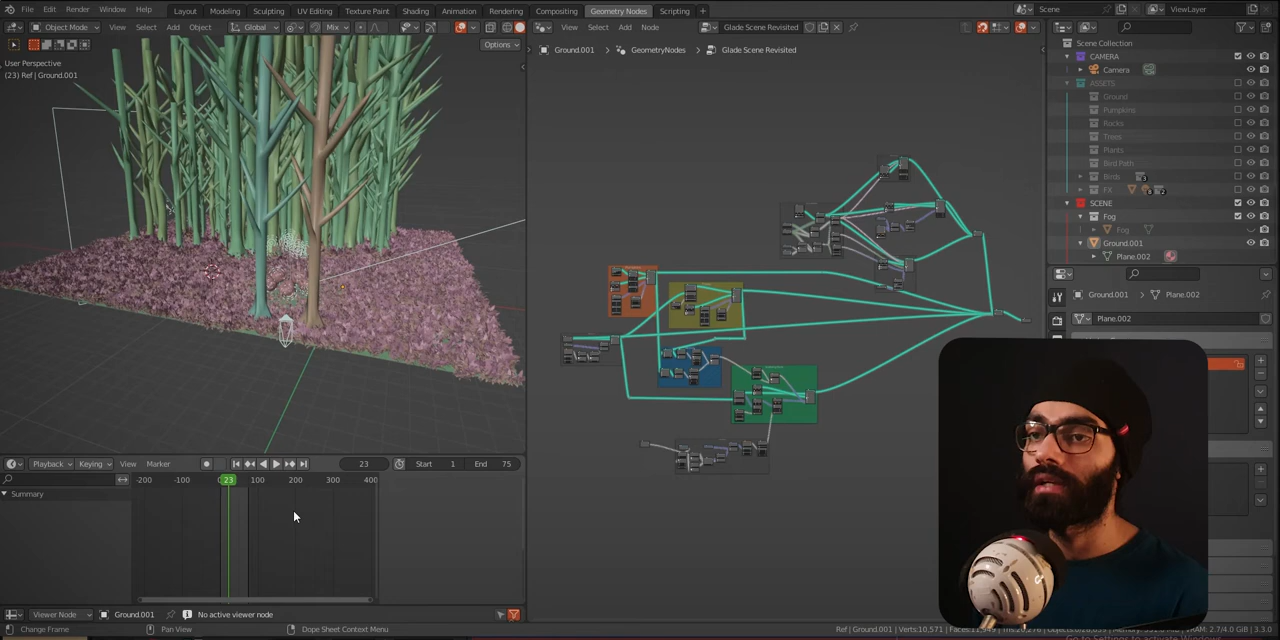 File Edit Render Window Help
Layout Modeling Sculpting UV Editing Texture Paint Shading Animation Rendering Compositing Geometry Nodes Scripting +
Scene
ViewLayer
Object Mode View Select Add Object Global Mix
View Select Add Node
Glade Scene Revisited
Options
Ground.001 > GeometryNodes > Glade Scene Revisited
User Perspective
(23) Ref | Ground.001
Scene Collection
CAMERA
Camera
ASSETS
Ground
Pumpkins
Rocks
Trees
Plants
Bird Path
Birds
FX
SCENE
Fog
Fog
Ground.001
Plane.002
Ground.001 > Plane.002
Plane.002
Playback Keying View Marker
23
Start 1
End 75
-200 -100 23 100 200 300 400
Summary
Viewer Node
Ground.001
No active viewer node
Change Frame
Pan View
Dope Sheet Context Menu